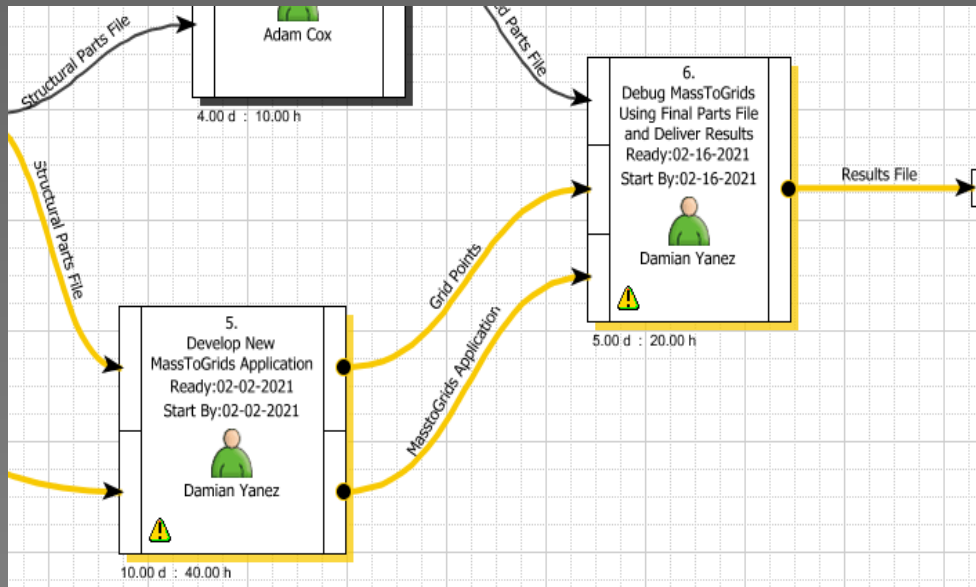 Structural Parts File
Adam Cox
4.00 d : 10.00 h
Parts File
6.
Debug MassToGrids
Using Final Parts File
and Deliver Results
Ready:02-16-2021
Start By:02-16-2021
Damian Yanez
5.00 d : 20.00 h
Results File
Structural Parts File
Grid Points
MasstoGrids Application
5.
Develop New
MassToGrids Application
Ready:02-02-2021
Start By:02-02-2021
Damian Yanez
10.00 d : 40.00 h